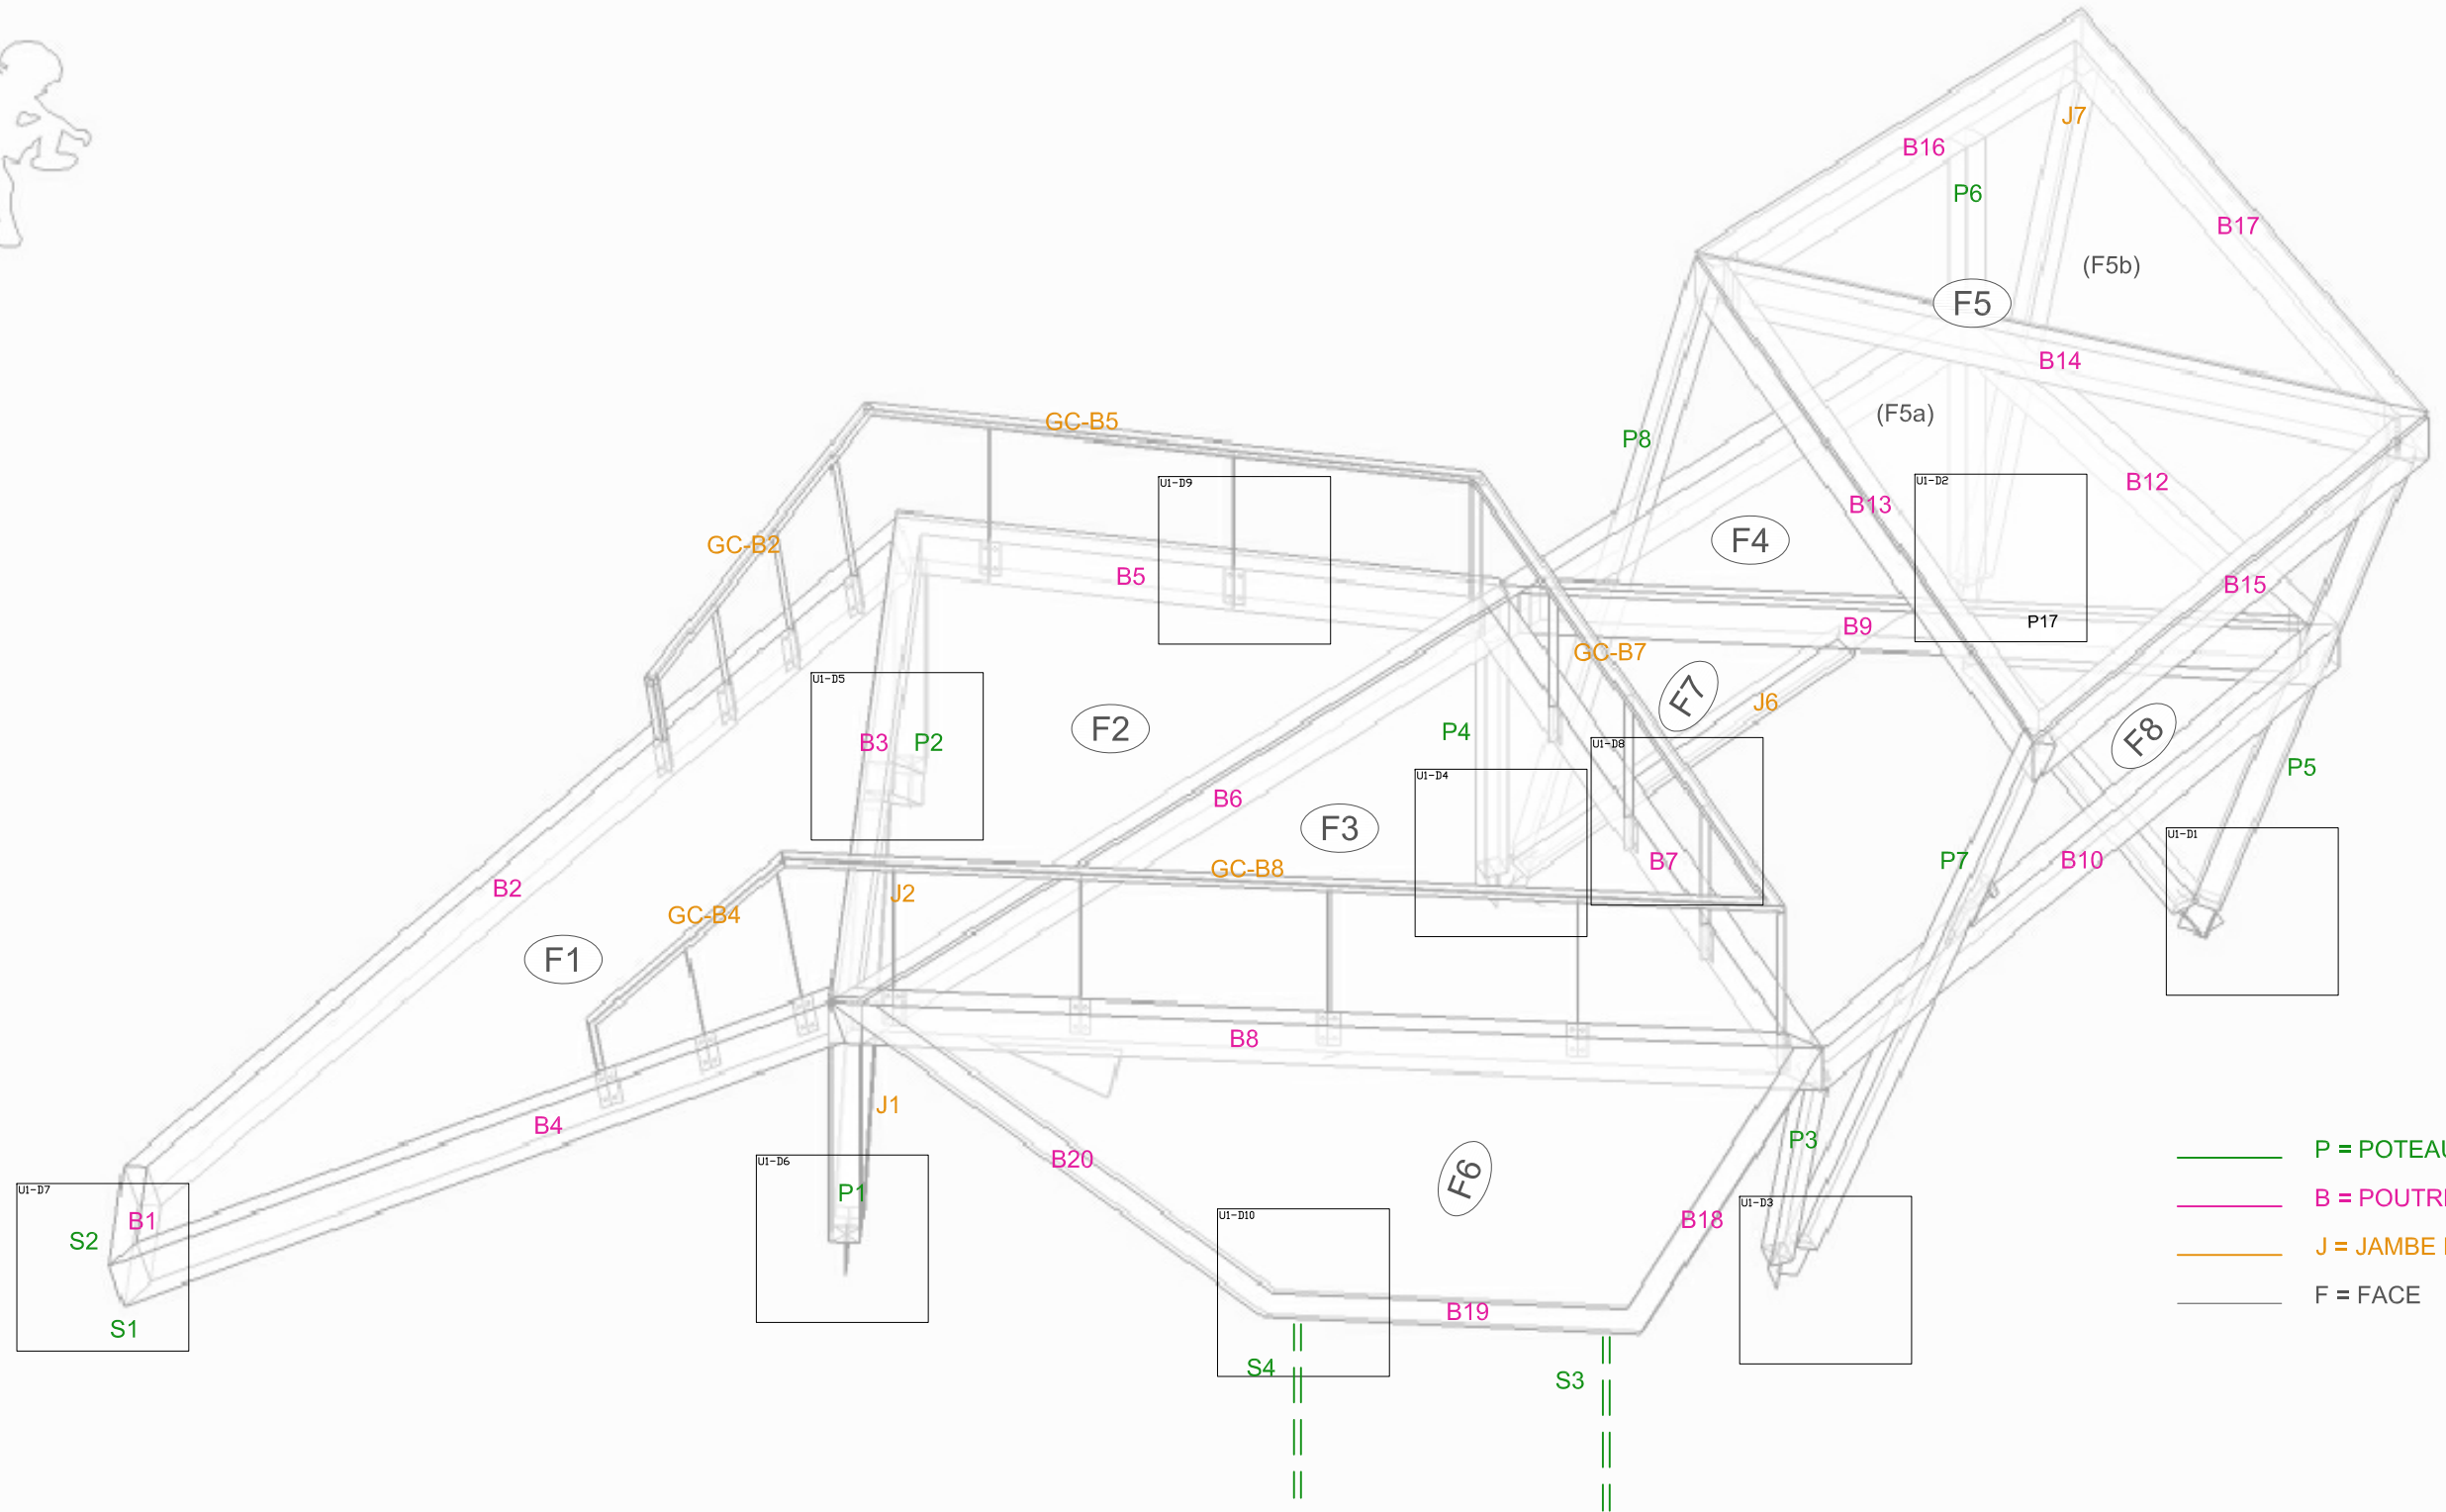 J7
B16
P6
B17
(F5b)
F5
B14
GC-B5
(F5a)
P8
U1-D9
U1-D2
B12
B13
GC-B2
F4
B5
B15
P17
B9
GC-B7
U1-D5
F7
J6
F2
P4
B3
P2
F8
U1-D8
U1-D4
P5
B6
F3
U1-D1
GC-B8
B7
P7
B10
B2
J2
GC-B4
F1
B8
J1
B4
P3
P = POTEAU
B20
U1-D6
F6
U1-D7
P1
U1-D3
B = POUTR
B1
U1-D10
B18
S2
J = JAMBE
F = FACE
B19
S1
S4
S3